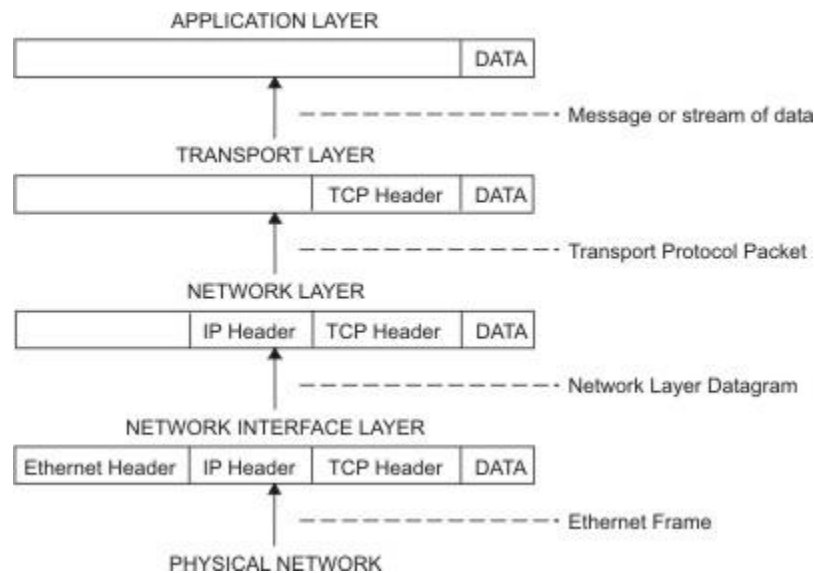 APPLICATION LAYER
DATA
Message or stream of data
TRANSPORT LAYER
TCP Header DATA
Transport Protocol Packet
NETWORK LAYER
IP Header TCP Header DATA
Network Layer Datagram
NETWORK INTERFACE LAYER
Ethernet Header IP Header TCP Header DATA
Ethernet Frame
PHYSICAL NETWORK